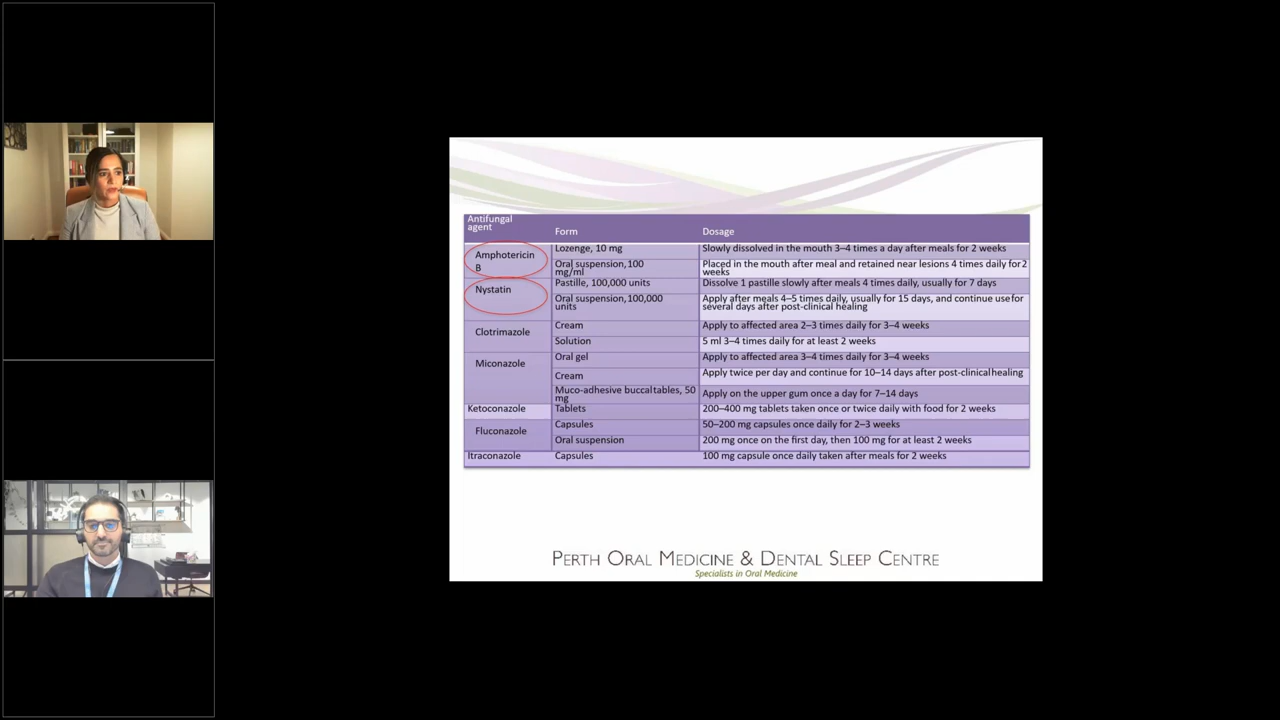 Antifungal
agent
Form
Dosage
Amphotericin
B
Lozenge, 10 mg
Slowly dissolved in the mouth 3–4 times a day after meals for 2 weeks
Oral suspension,100
mg/ml
Placed in the mouth after meal and retained near lesions 4 times daily for2
weeks
Nystatin
Pastille, 100,000 units
Dissolve 1 pastille slowly after meals 4 times daily, usually for 7 days
Oral suspension,100,000
units
Apply after meals 4–5 times daily, usually for 15 days, and continue usefor
several days after post-clinical healing
Clotrimazole
Cream
Apply to affected area 2–3 times daily for 3–4 weeks
Solution
5 ml 3–4 times daily for at least 2 weeks
Miconazole
Oral gel
Apply to affected area 3–4 times daily for 3–4 weeks
Cream
Apply twice per day and continue for 10–14 days after post-clinicalhealing
Muco-adhesive buccaltables, 50
mg
Apply on the upper gum once a day for 7–14 days
Ketoconazole
Tablets
200–400 mg tablets taken once or twice daily with food for 2 weeks
Fluconazole
Capsules
50–200 mg capsules once daily for 2–3 weeks
Oral suspension
200 mg once on the first day, then 100 mg for at least 2 weeks
Itraconazole
Capsules
100 mg capsule once daily taken after meals for 2 weeks
PERTH ORAL MEDICINE & DENTAL SLEEP CENTRE
Specialists in Oral Medicine